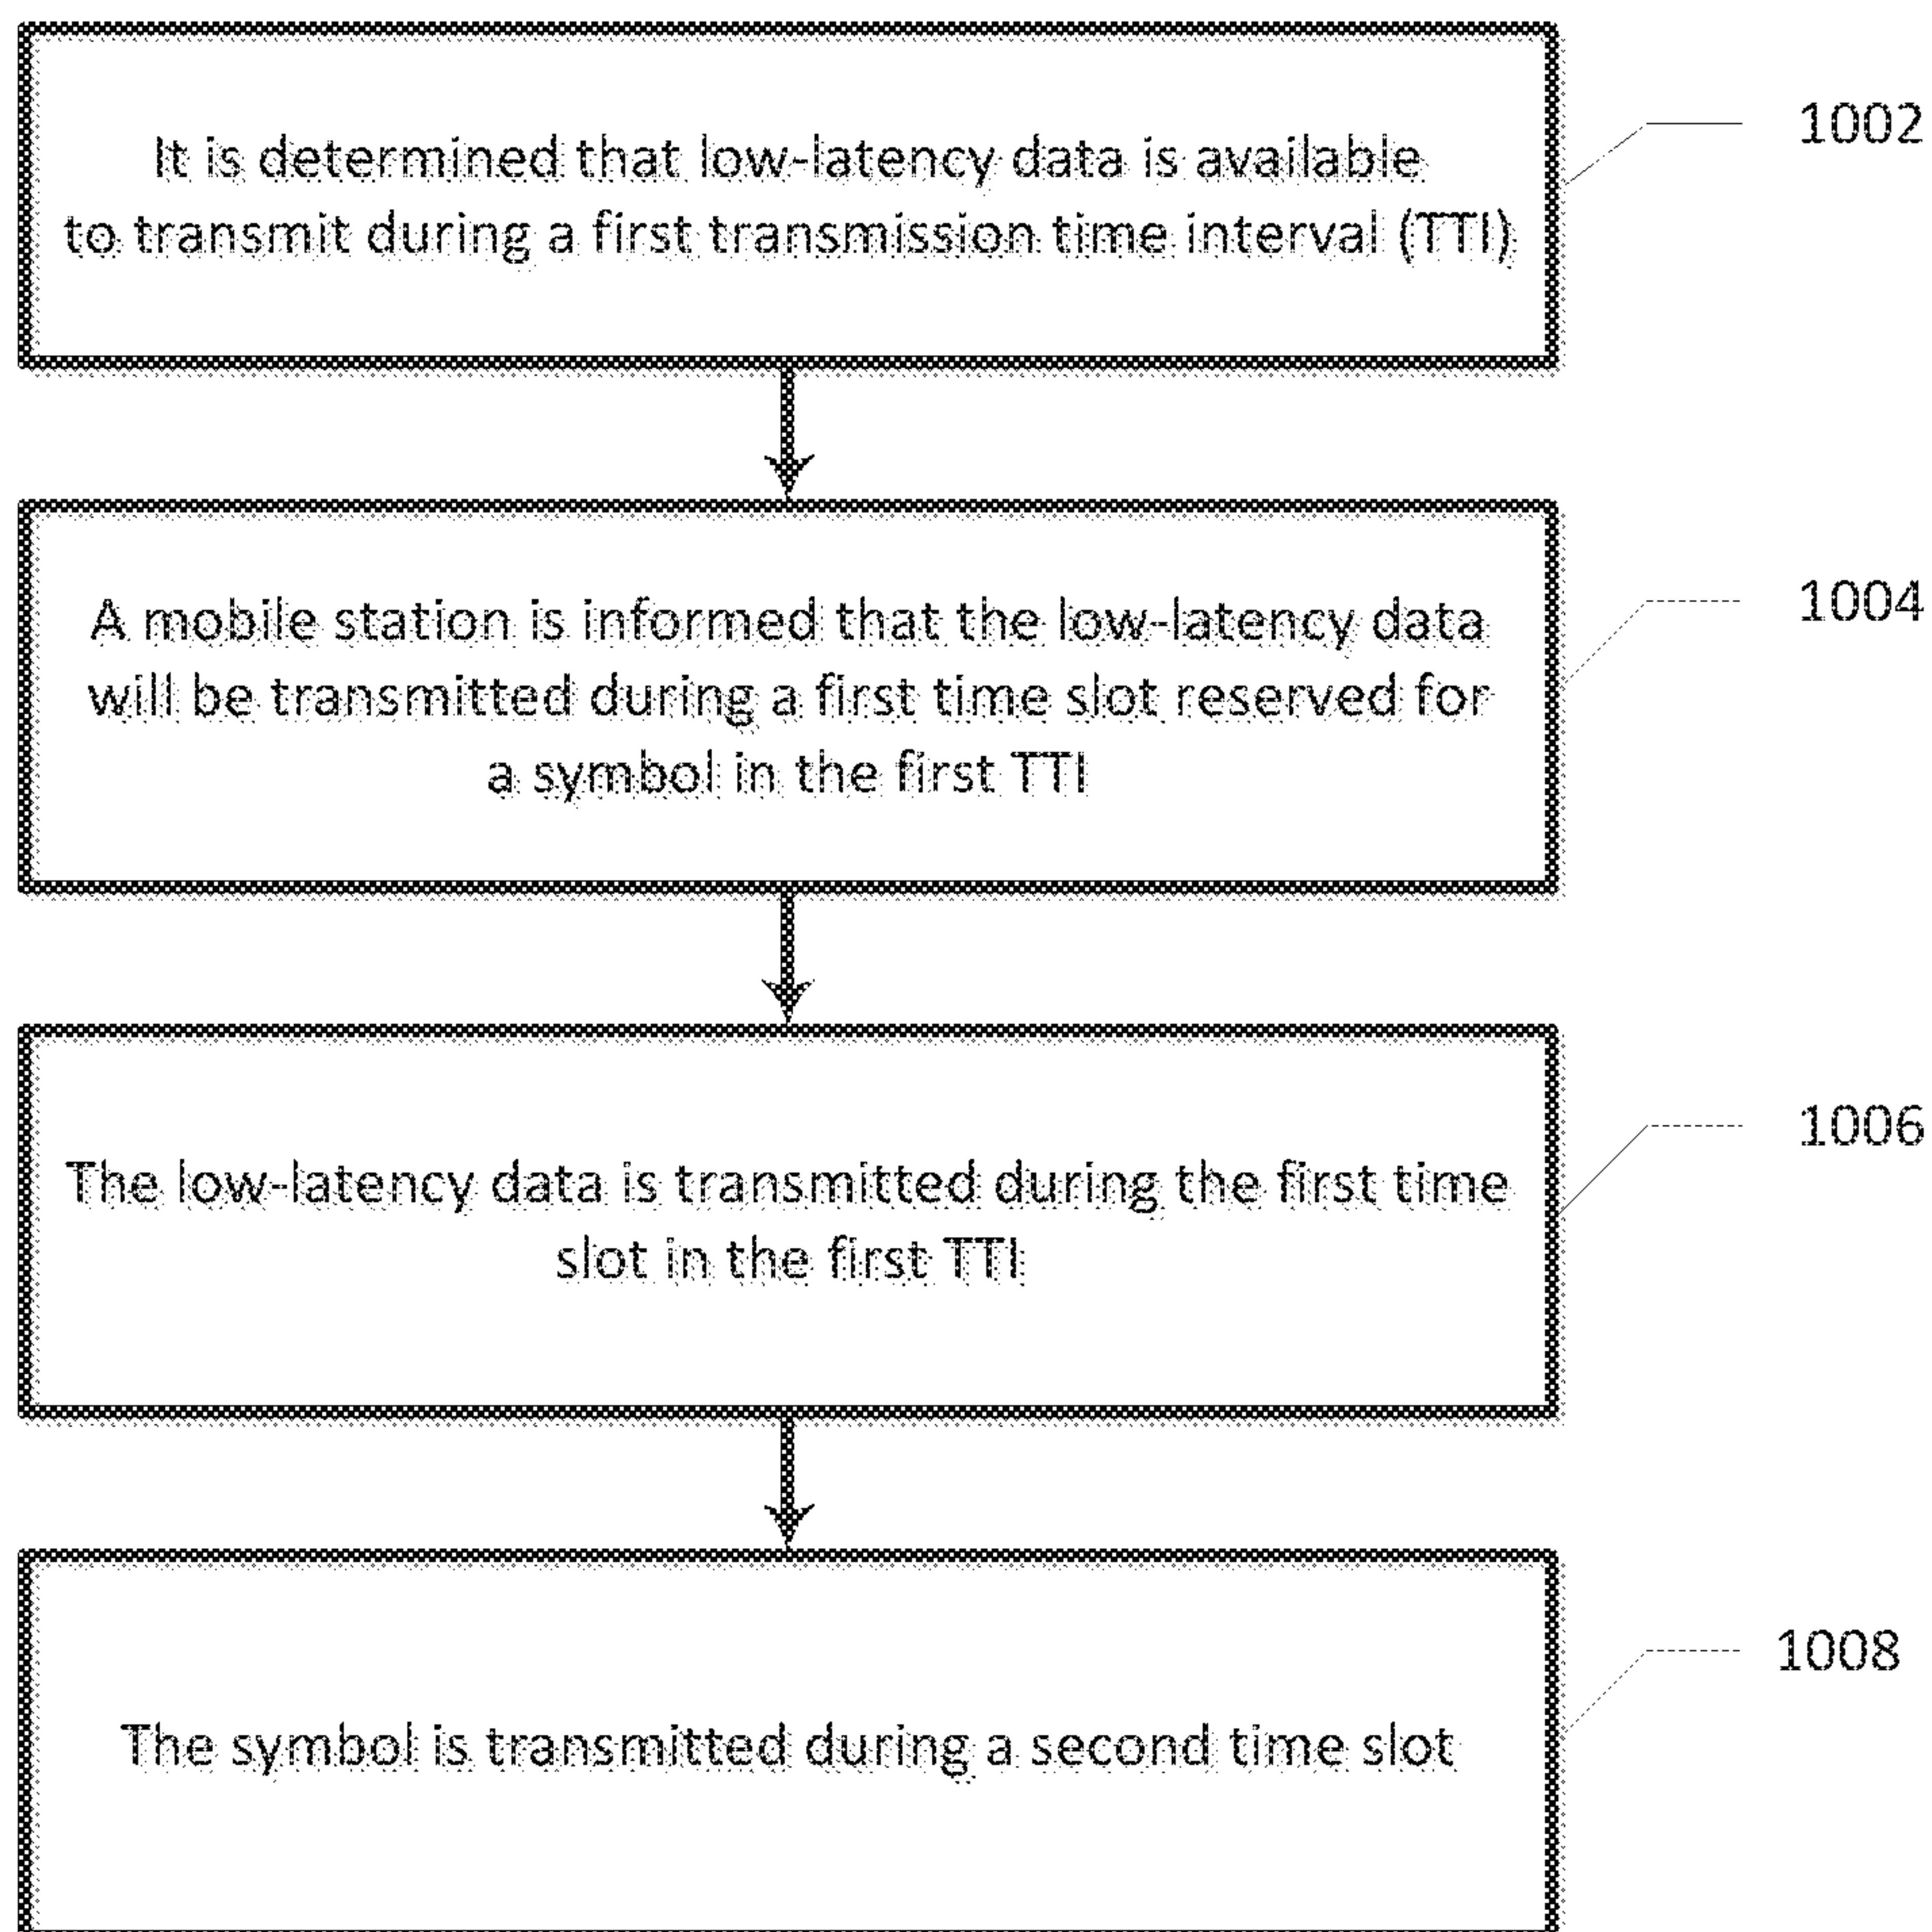 It is determined that low-latency data is available
to transmit during a first transmission time interval (TTI)
1002
A mobile station is informed that the low-latency data
will be transmitted during a first time slot reserved for
a symbol in the first TTI
1004
The low-latency data is transmitted during the first time
slot in the first TTI
1006
The symbol is transmitted during a second time slot
1008